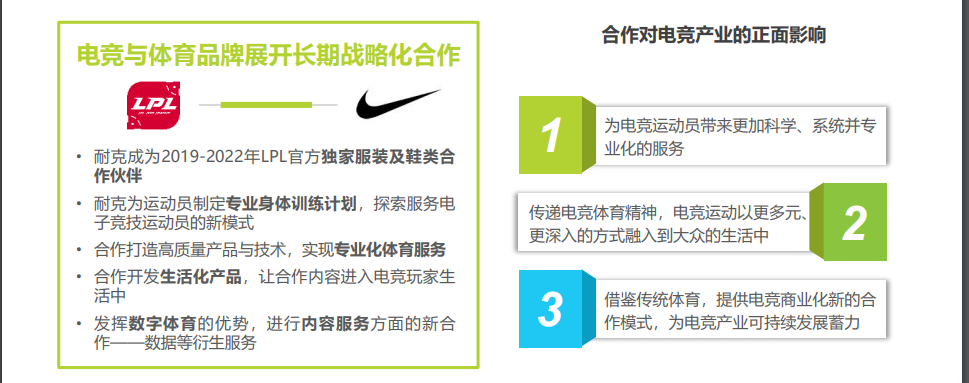 电竞与体育品牌展开长期战略化合作
LPL
• 耐克成为2019-2022年LPL官方独家服装及鞋类合
作伙伴
• 耐克为运动员制定专业身体训练计划，探索服务电
子竞技运动员的新模式
• 合作打造高质量产品与技术，实现专业化体育服务
• 合作开发生活化产品，让合作内容进入电竞玩家生
活中
• 发挥数字体育的优势，进行内容服务方面的新合
作——数据等衍生服务
合作对电竞产业的正面影响
1
为电竞运动员带来更加科学、系统并专
业化的服务
传递电竞体育精神，电竞运动以更多元、
更深入的方式融入到大众的生活中
2
3
借鉴传统体育，提供电竞商业化新的合
作模式，为电竞产业可持续发展蓄力